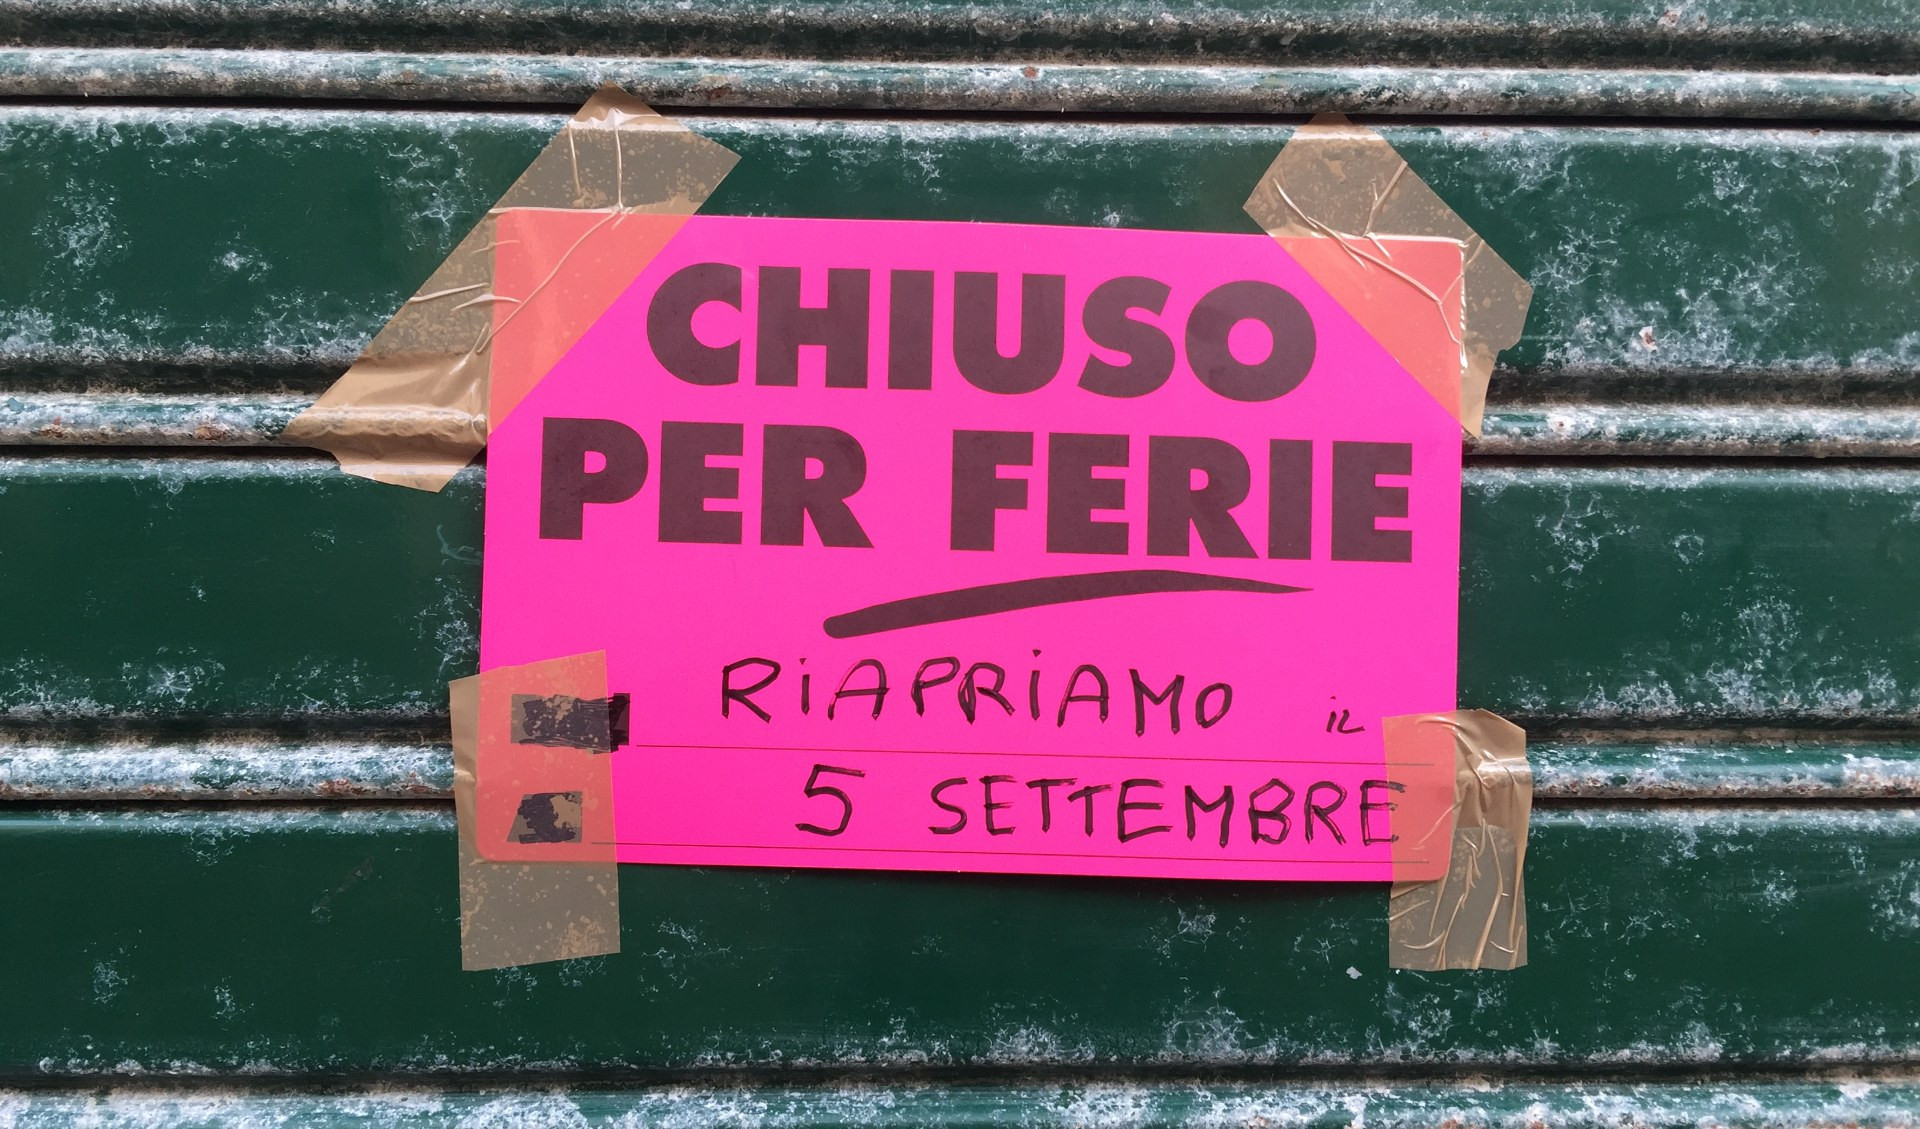 CHIUSO
PER FERIE
RiAPRiAMO iL
5 SETTEMBRE